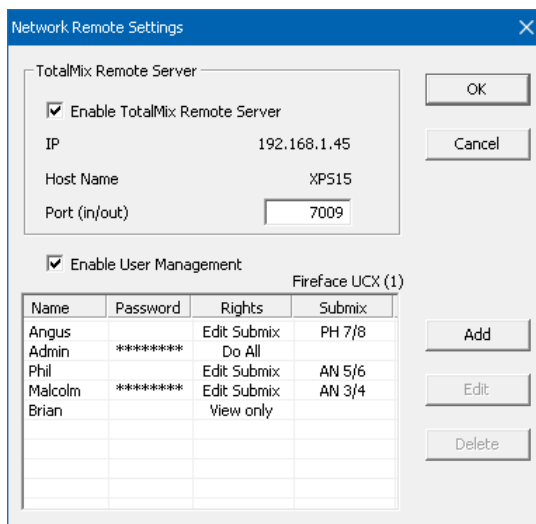 Network Remote Settings
TotalMix Remote Server
Enable TotalMix Remote Server
IP 192.168.1.45
Host Name XPS15
Port (in/out) 7009
OK
Cancel
Enable User Management
Fireface UCX (1)
Name Password Rights Submix
Angus Edit Submix PH 7/8
Admin ******** Do All
Phil Edit Submix AN 5/6
Malcolm ******** Edit Submix AN 3/4
Brian View only
Add
Edit
Delete